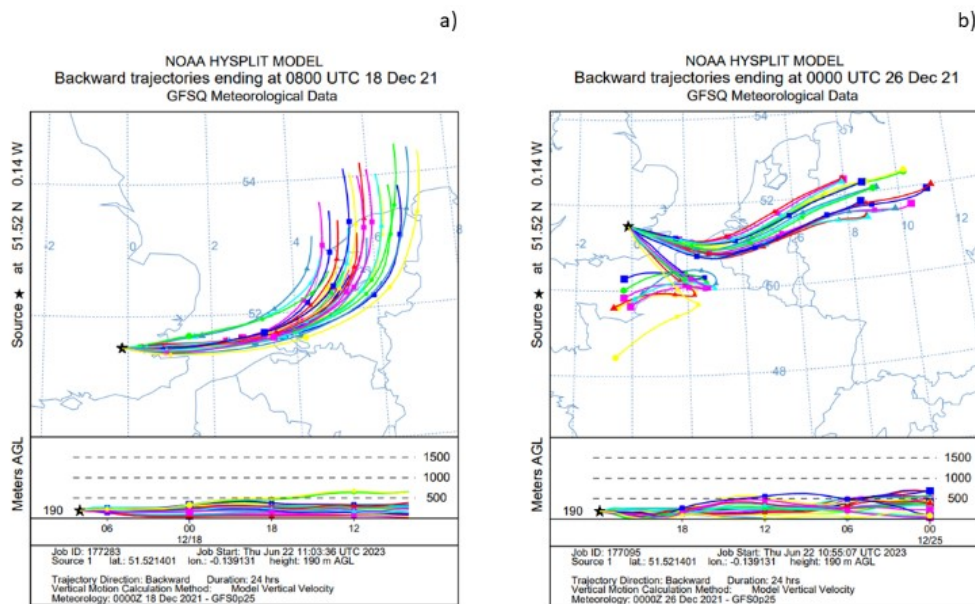 a)
NOAA HYSPLIT MODEL
Backward trajectories ending at 0800 UTC 18 Dec 21
GFSQ Meteorological Data
Source ★ at 51.52 N 0.14 W
-2
0
2
4
6
8
54
52
Meters AGL
1500
1000
500
190
06 00 18 12
12/18
Job ID: 177283 Job Start: Thu Jun 22 11:03:36 UTC 2023
Source 1 lat.: 51.521401 lon.: -0.139131 height: 190 m AGL
Trajectory Direction: Backward Duration: 24 hrs
Vertical Motion Calculation Method: Model Vertical Velocity
Meteorology: 0000Z 18 Dec 2021 - GFS0p25
b)
NOAA HYSPLIT MODEL
Backward trajectories ending at 0000 UTC 26 Dec 21
GFSQ Meteorological Data
Source ★ at 51.52 N 0.14 W
54
52
50
48
-2
6
8
10
12
Meters AGL
1500
1000
500
190
18 12 06 00
12/25
Job ID: 177095 Job Start: Thu Jun 22 10:55:07 UTC 2023
Source 1 lat.: 51.521401 lon.: -0.139131 height: 190 m AGL
Trajectory Direction: Backward Duration: 24 hrs
Vertical Motion Calculation Method: Model Vertical Velocity
Meteorology: 0000Z 26 Dec 2021 - GFS0p25